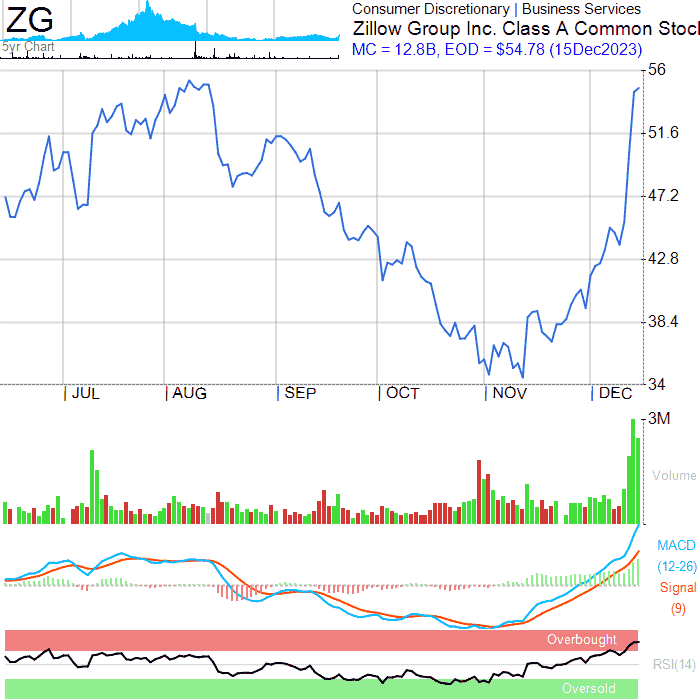 ZG
5yr Chart
Consumer Discretionary | Business Services
Zillow Group Inc. Class A Common Stoc
MC = 12.8B, EOD = $54.78 (15Dec2023)
56
51.6
47.2
42.8
38.4
34
JUL
AUG
SEP
OCT
NOV
DEC
3M
Volume
MACD
(12-26)
Signal
(9)
Overbought
RSI(14)
Oversold